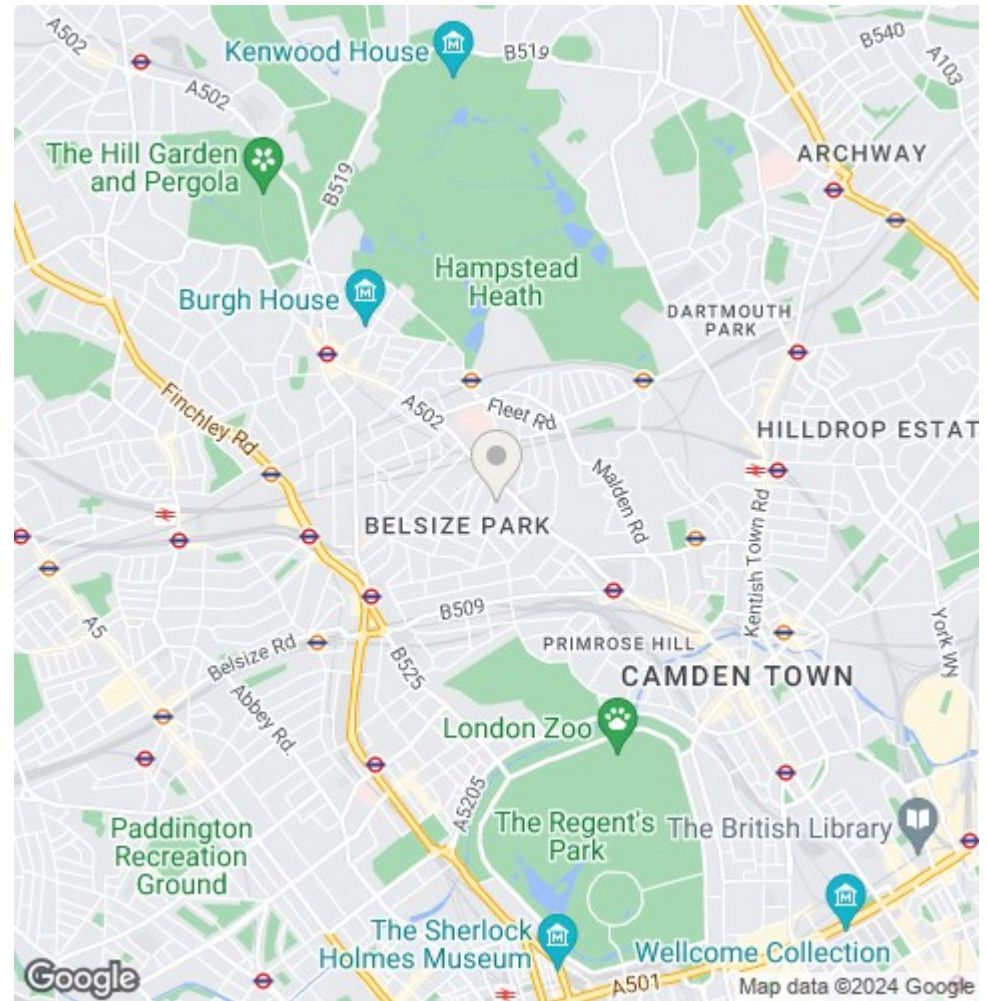 A502
Kenwood House
B519
B540
A103
A502
The Hill Garden
and Pergola
B519
ARCHWAY
Hampstead
Heath
Burgh House
DARTMOUTH
PARK
A502
Fleet Rd
Finchley Rd
HILLDROP ESTAT
Malden Rd
BELSIZE PARK
Kentish Town Rd
A5
B509
York Wy
Belsize Rd
PRIMROSE HILL
B525
CAMDEN TOWN
Abbey Rd.
London Zoo
A5205
Paddington
Recreation
Ground
The Regent's
Park
The British Library
The Sherlock
Holmes Museum
Wellcome Collection
A501
Google
Map data ©2024 Google